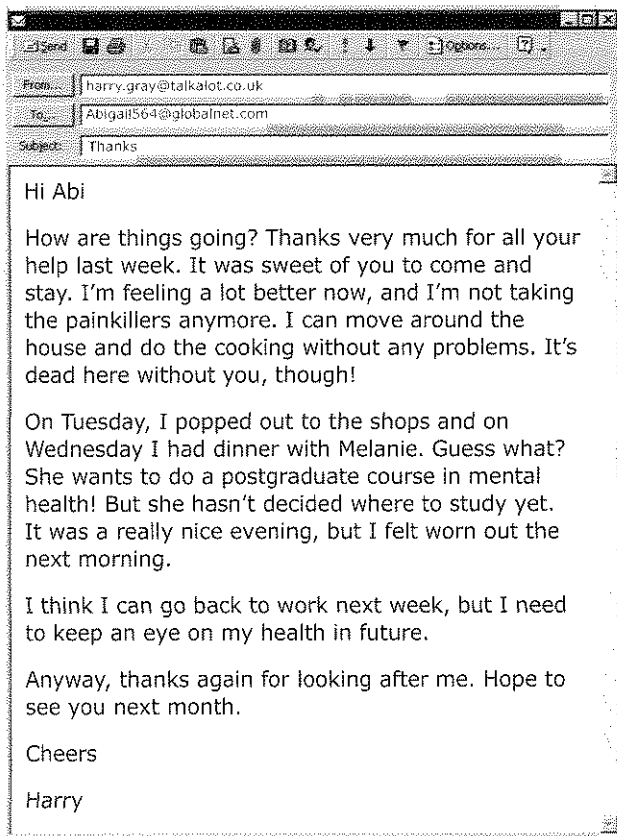 Send
Options...
From...
harry.gray@talkalot.co.uk
To...
Abigail564@globalnet.com
Subject:
Thanks
Hi Abi
How are things going? Thanks very much for all your
help last week. It was sweet of you to come and
stay. I'm feeling a lot better now, and I'm not taking
the painkillers anymore. I can move around the
house and do the cooking without any problems. It's
dead here without you, though!
On Tuesday, I popped out to the shops and on
Wednesday I had dinner with Melanie. Guess what?
She wants to do a postgraduate course in mental
health! But she hasn't decided where to study yet.
It was a really nice evening, but I felt worn out the
next morning.
I think I can go back to work next week, but I need
to keep an eye on my health in future.
Anyway, thanks again for looking after me. Hope to
see you next month.
Cheers
Harry